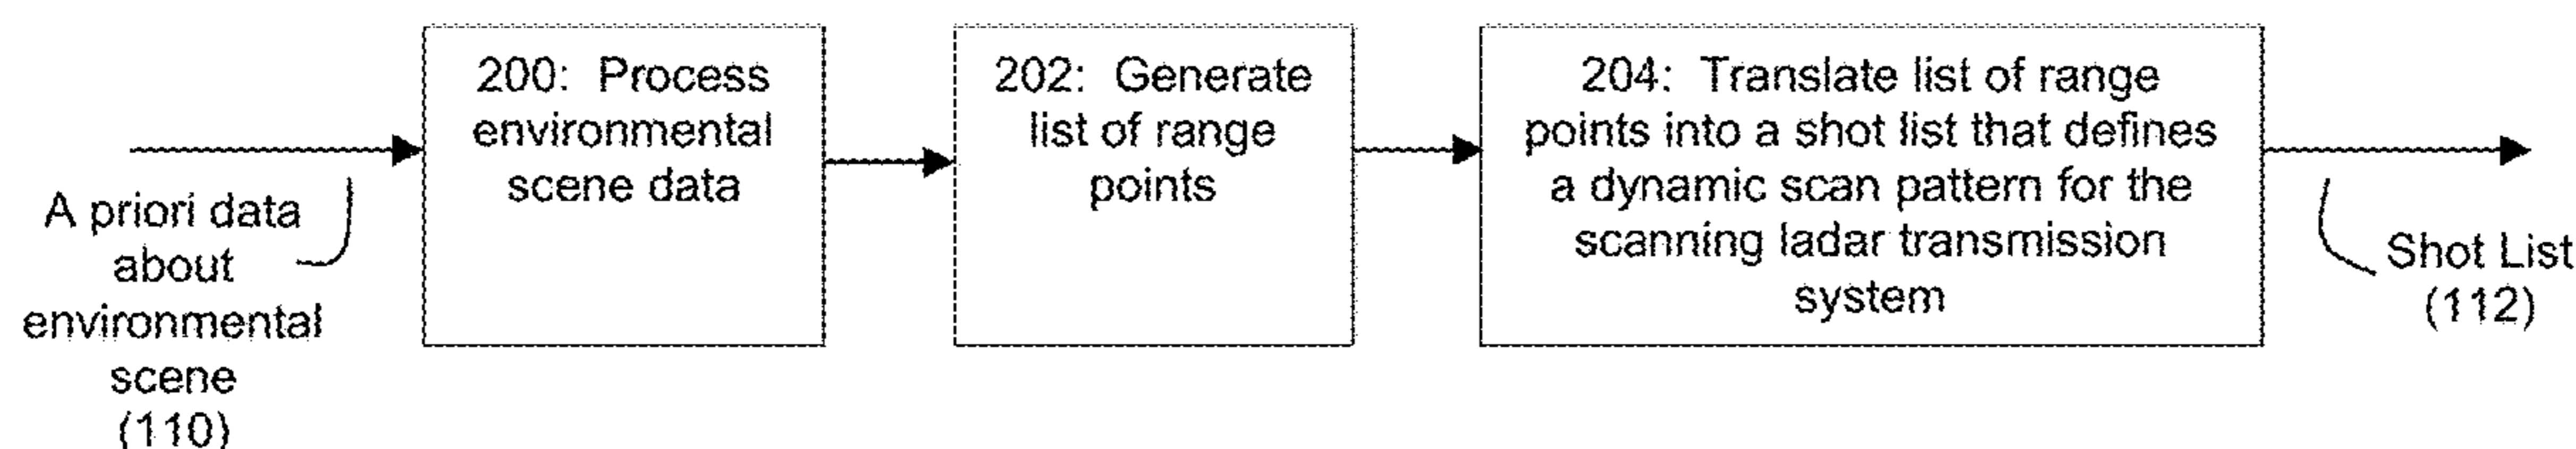 A priori data
about
environmental
scene
(110)
200: Process
environmental
scene data
202: Generate
list of range
points
204: Translate list of range
points into a shot list that defines
a dynamic scan pattern for the
scanning ladar transmission
system
Shot List
(112)